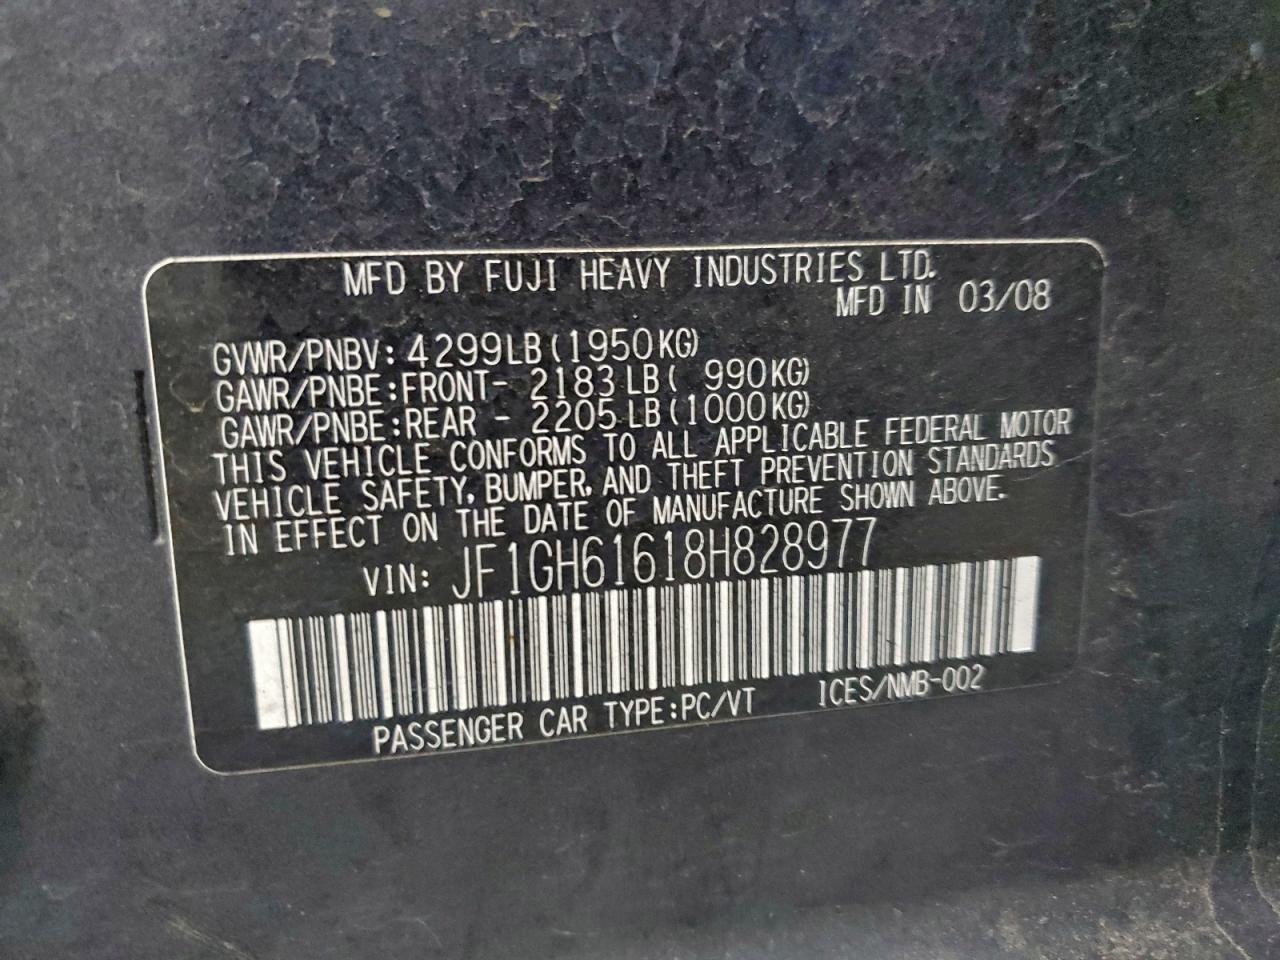 MFD BY FUJI HEAVY INDUSTRIES LTD.
MFD IN 03/08
GVWR/PNBV: 4299LB(1950KG)
GAWR/PNBE:FRONT- 2183LB( 990KG)
GAWR/PNBE:REAR - 2205LB(1000KG)
THIS VEHICLE CONFORMS TO ALL APPLICABLE FEDERAL MOTOR
VEHICLE SAFETY, BUMPER, AND THEFT PREVENTION STANDARDS
IN EFFECT ON THE DATE OF MANUFACTURE SHOWN ABOVE.
VIN: JF1GH61618H828977
PASSENGER CAR TYPE:PC/VT ICES/NMB-002